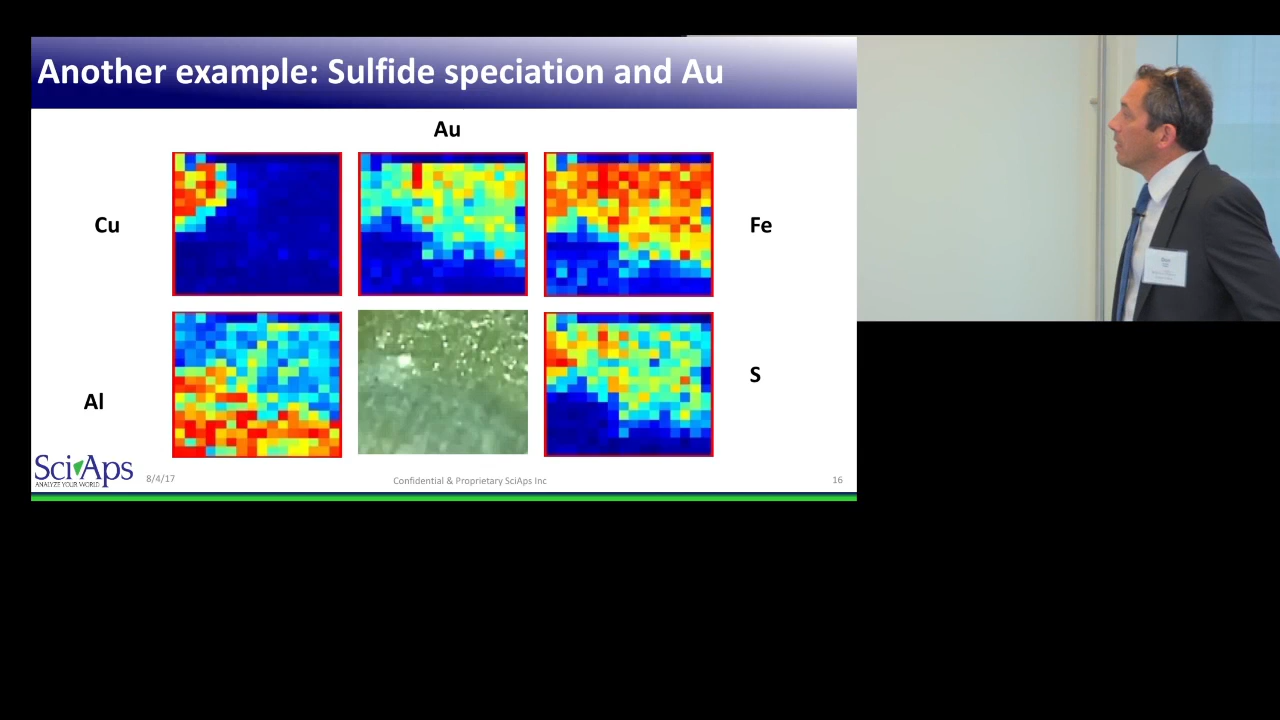 Another example: Sulfide speciation and Au
Au
Cu
Fe
Al
S
SciAps
ANALYZE YOUR WORLD
8/4/17
Confidential & Proprietary SciAps Inc
16